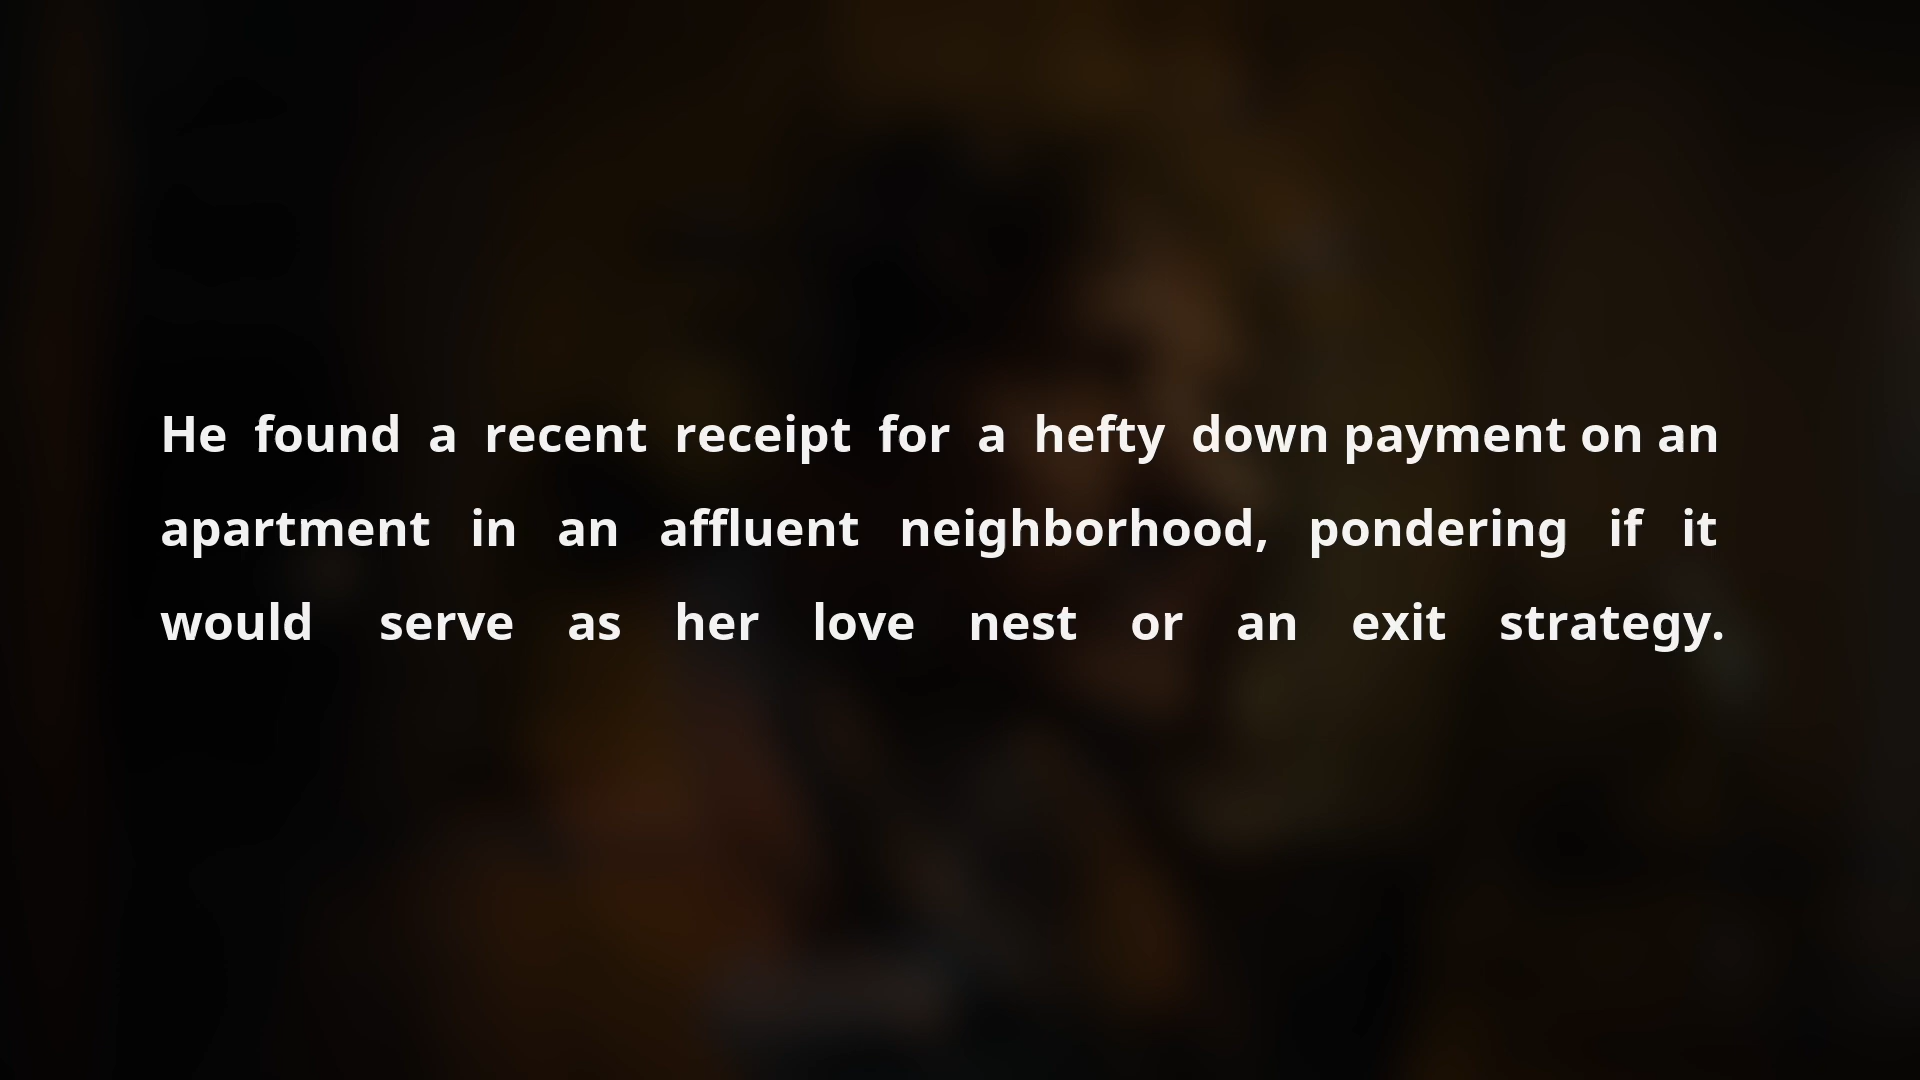 He found a recent receipt for a hefty down payment on an
apartment in an affluent neighborhood, pondering if it
would serve as her love nest or an exit strategy.